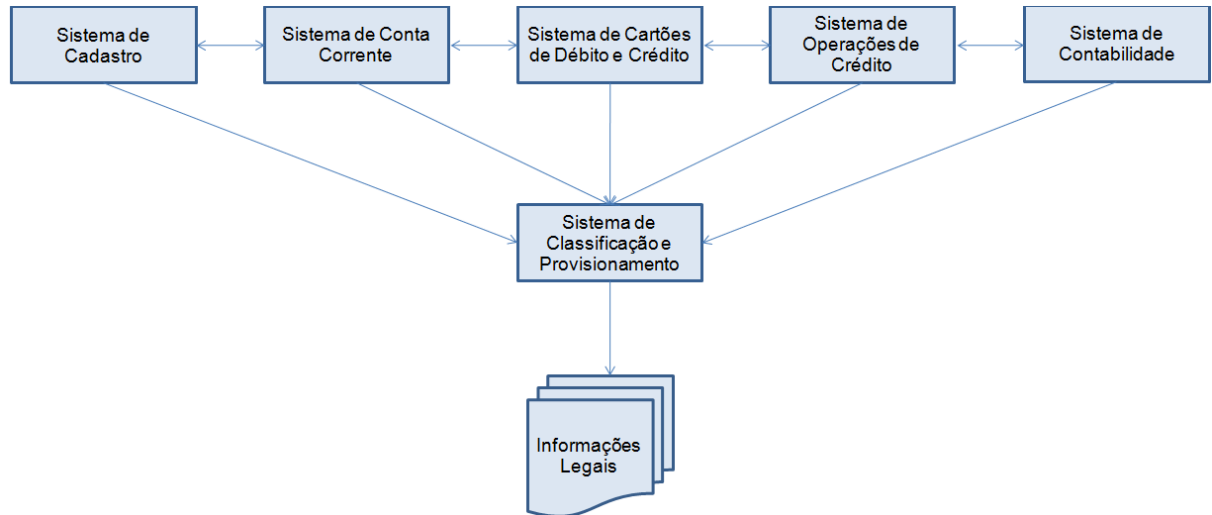 Sistema de
Cadastro
Sistema de Conta
Corrente
Sistema de Cartões
de Débito e Crédito
Sistema de
Operações de
Crédito
Sistema de
Contabilidade
Sistema de
Classificação e
Provisionamento
Informações
Legais